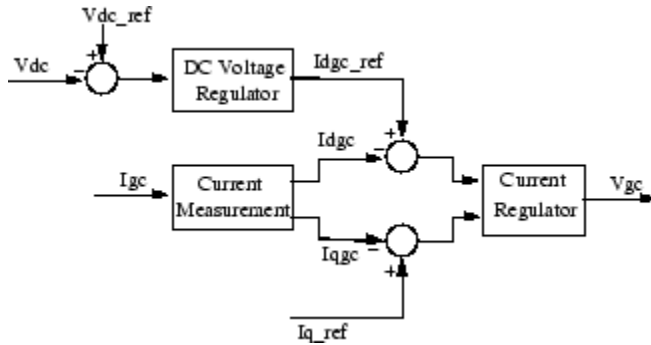 Vdc_ref
+
Vdc
−
DC Voltage
Regulator
Idgc_ref
+
−
Idgc
Igc
Current
Measurement
Current
Regulator
Vgc
Iqgc
−
+
Iq_ref